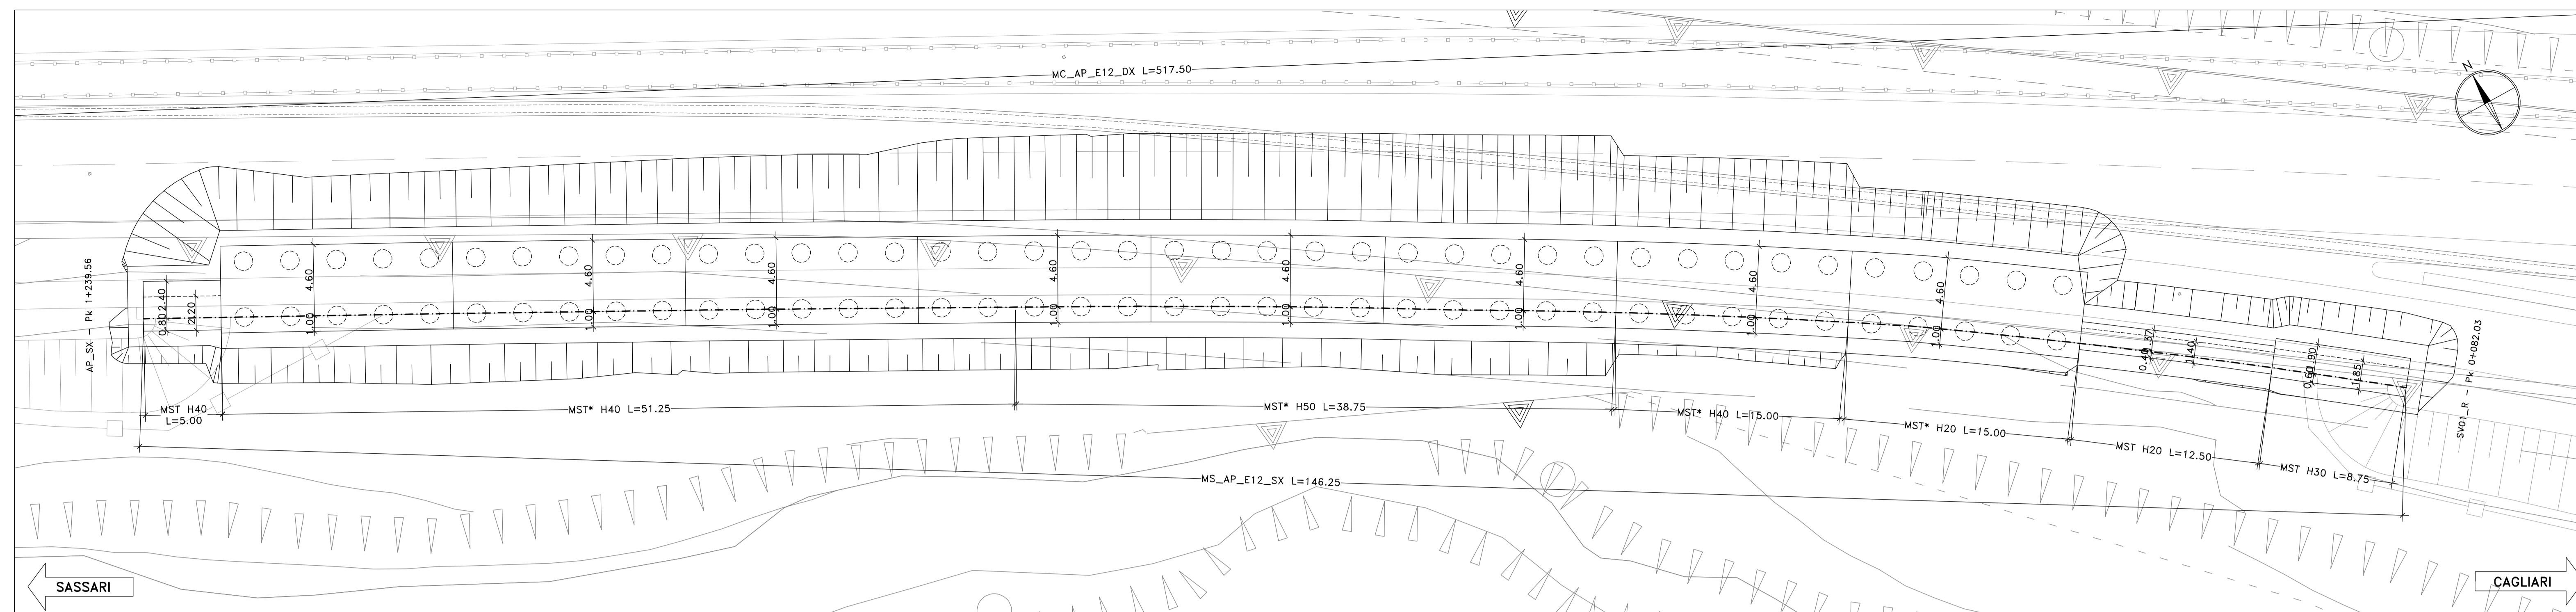 MC_AP_E12_DX L=517.50
N
AP_SX - Pk 1+239.56
0.80
2.40
2.20
4.60
1.00
4.60
1.00
4.60
1.00
4.60
1.00
4.60
1.00
4.60
1.00
4.60
1.00
4.60
1.00
0.40
1.40
0.60
1.85
SV01_R - Pk 0+082.03
MST H40
L=5.00
MST* H40 L=51.25
MST* H50 L=38.75
MST* H40 L=15.00
MST* H20 L=15.00
MST H20 L=12.50
MST H30 L=8.75
MS_AP_E12_SX L=146.25
SASSARI
CAGLIARI